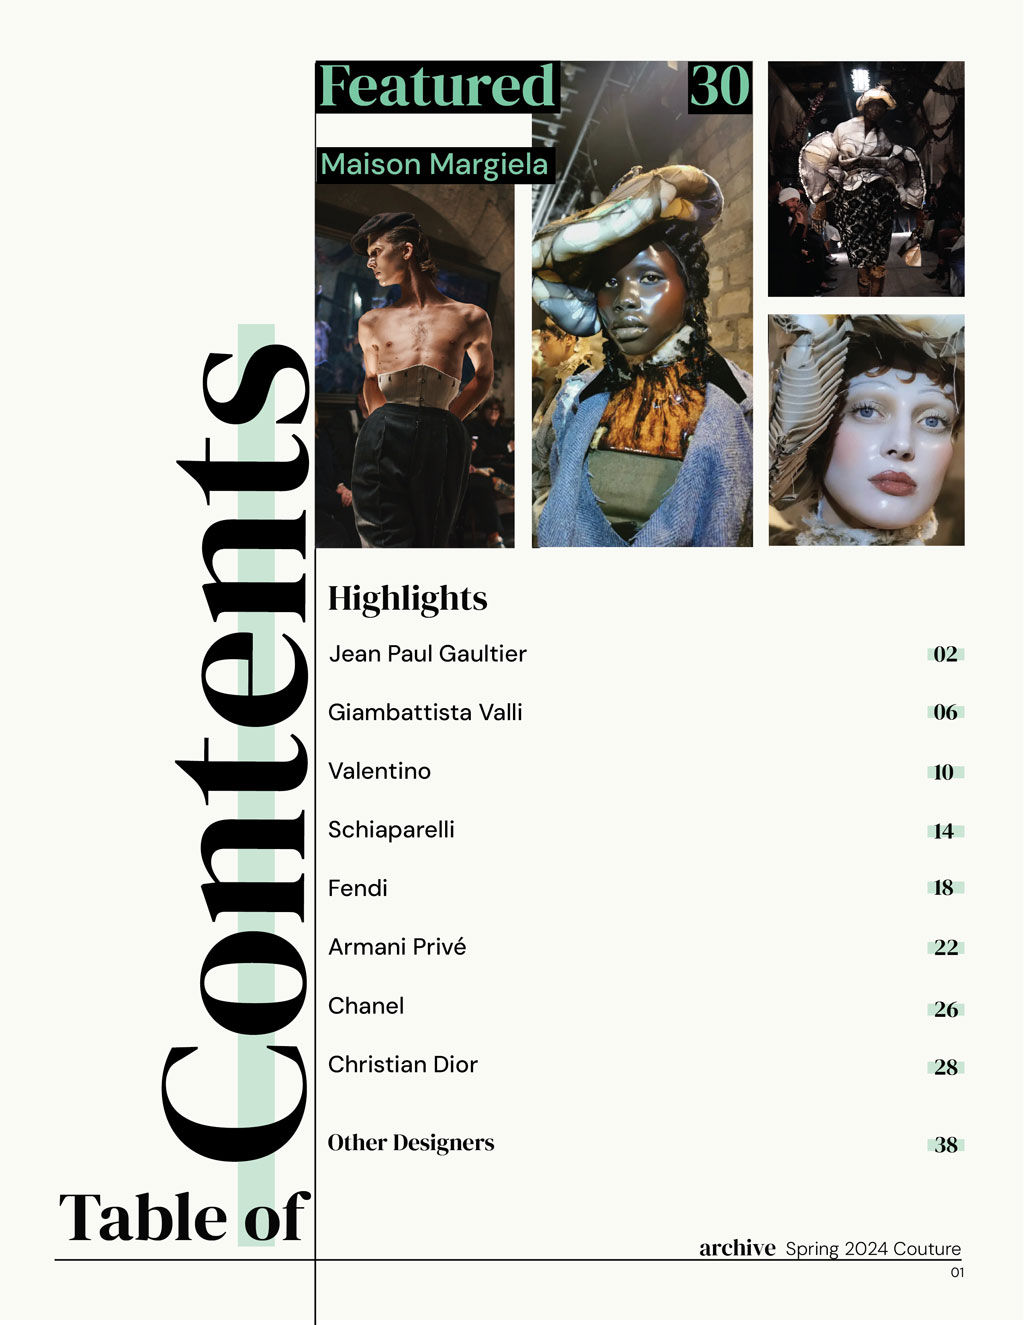 Featured 30
Maison Margiela
Table of
Contents
Highlights
Jean Paul Gaultier 02
Giambattista Valli 06
Valentino 10
Schiaparelli 14
Fendi 18
Armani Privé 22
Chanel 26
Christian Dior 28
Other Designers 38
archive Spring 2024 Couture
01